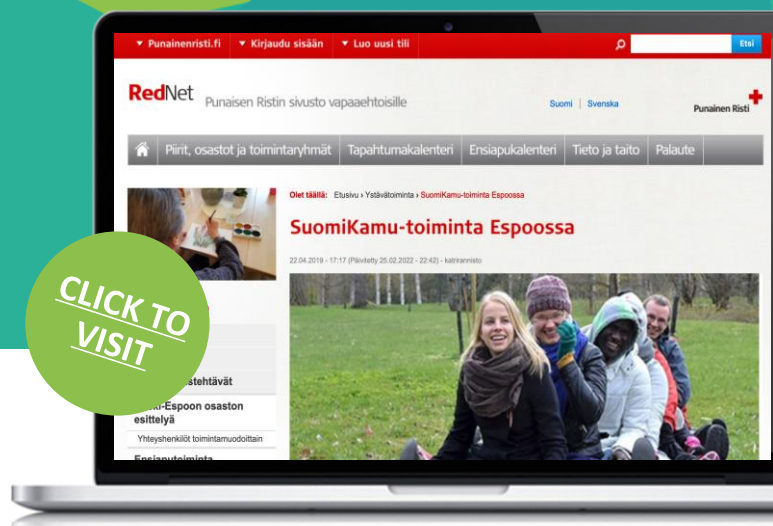 Punainenristi.fi Kirjaudu sisään Luo uusi tili Etsi
RedNet Punaisen Ristin sivusto vapaaehtoisille Suomi | Svenska Punainen Risti
Piirit, osastot ja toimintaryhmät Tapahtumakalenteri Ensiapukalenteri Tieto ja taito Palaute
Olet täällä: Etusivu › Ystävätoiminta › SuomiKamu-toiminta Espoossa
SuomiKamu-toiminta Espoossa
22.04.2019 - 17:17 (Päivitetty 25.02.2022 - 22:42) - katrirannisto
CLICK TO
VISIT
-Espoon osaston
esittelyä
Yhteyshenkilöt toimintamuodoittain
Ensiaputoiminta